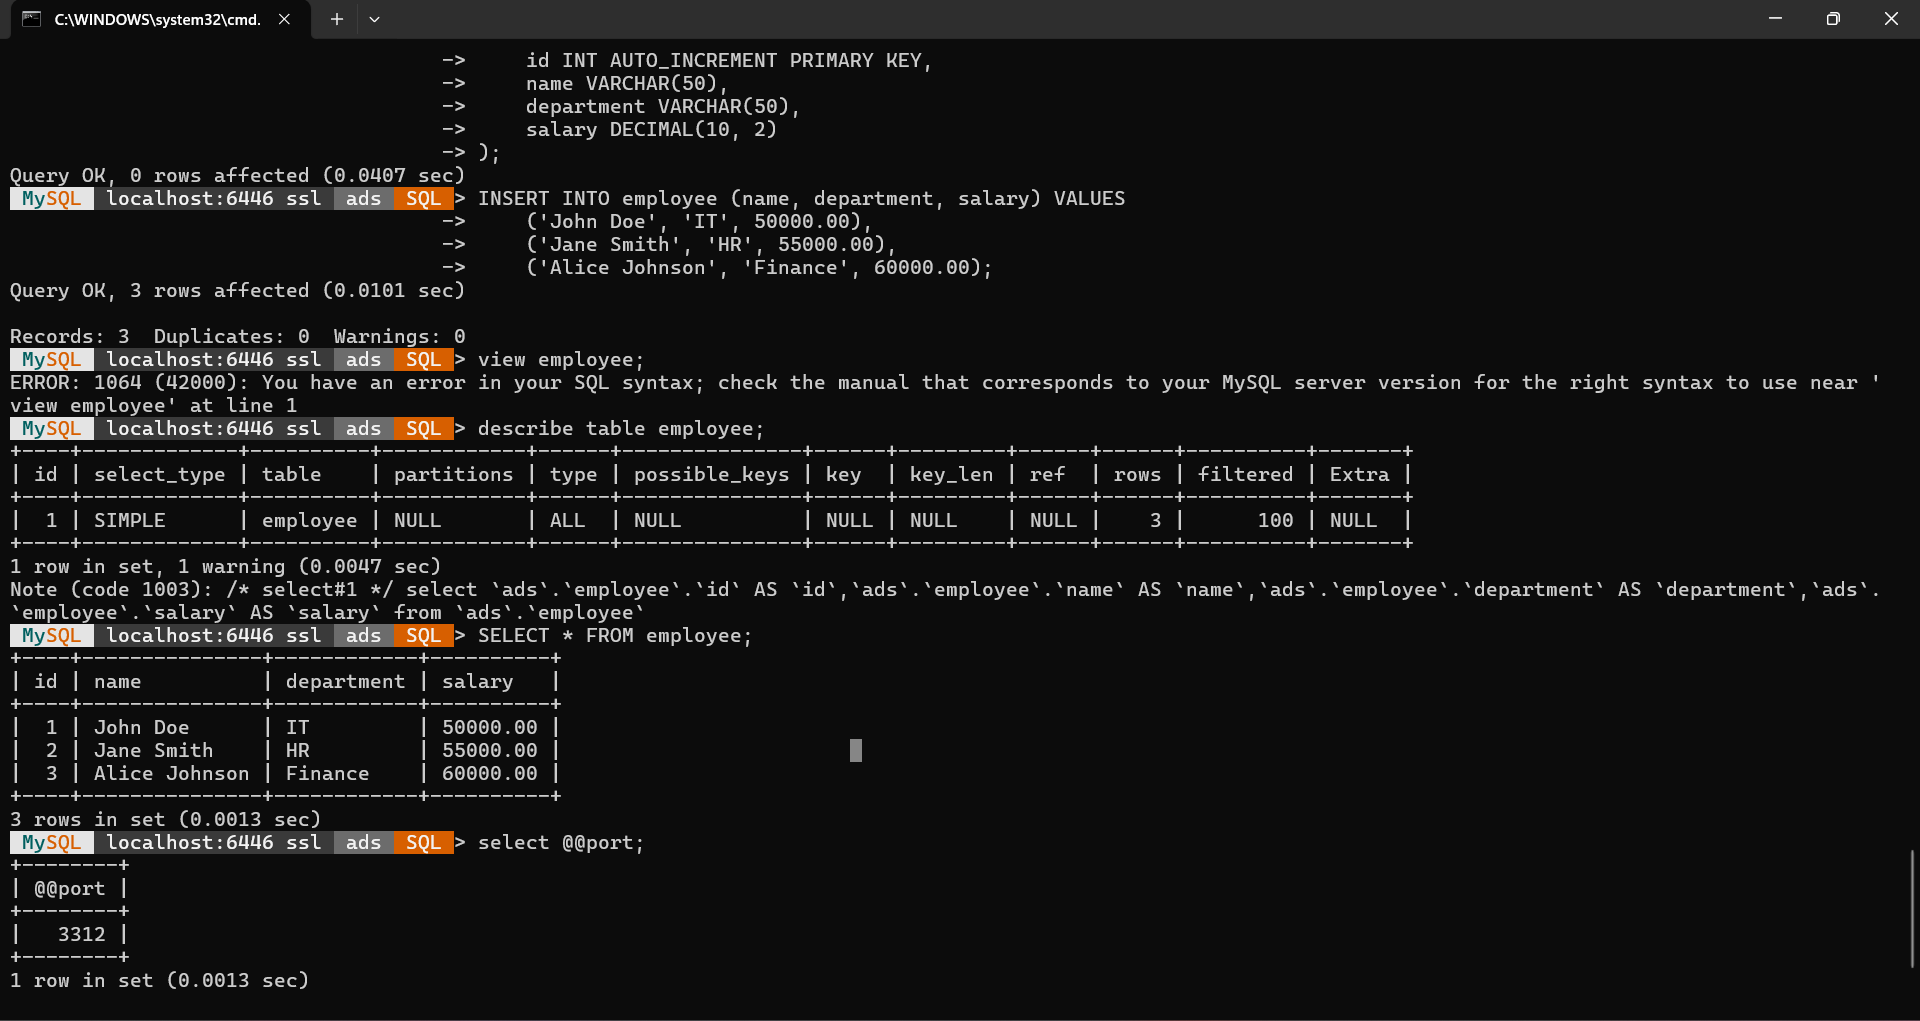 C:\WINDOWS\system32\cmd.
->     id INT AUTO_INCREMENT PRIMARY KEY,
->     name VARCHAR(50),
->     department VARCHAR(50),
->     salary DECIMAL(10, 2)
-> );
Query OK, 0 rows affected (0.0407 sec)
MySQL  localhost:6446 ssl  ads  SQL > INSERT INTO employee (name, department, salary) VALUES
->     ('John Doe', 'IT', 50000.00),
->     ('Jane Smith', 'HR', 55000.00),
->     ('Alice Johnson', 'Finance', 60000.00);
Query OK, 3 rows affected (0.0101 sec)
Records: 3  Duplicates: 0  Warnings: 0
MySQL  localhost:6446 ssl  ads  SQL > view employee;
ERROR: 1064 (42000): You have an error in your SQL syntax; check the manual that corresponds to your MySQL server version for the right syntax to use near '
view employee' at line 1
MySQL  localhost:6446 ssl  ads  SQL > describe table employee;
+----+-------------+----------+------------+------+---------------+------+---------+------+------+----------+-------+
| id | select_type | table    | partitions | type | possible_keys | key  | key_len | ref  | rows | filtered | Extra |
+----+-------------+----------+------------+------+---------------+------+---------+------+------+----------+-------+
|  1 | SIMPLE      | employee | NULL       | ALL  | NULL          | NULL | NULL    | NULL |    3 |      100 | NULL  |
+----+-------------+----------+------------+------+---------------+------+---------+------+------+----------+-------+
1 row in set, 1 warning (0.0047 sec)
Note (code 1003): /* select#1 */ select `ads`.`employee`.`id` AS `id`,`ads`.`employee`.`name` AS `name`,`ads`.`employee`.`department` AS `department`,`ads`.
`employee`.`salary` AS `salary` from `ads`.`employee`
MySQL  localhost:6446 ssl  ads  SQL > SELECT * FROM employee;
+----+---------------+------------+----------+
| id | name          | department | salary   |
+----+---------------+------------+----------+
|  1 | John Doe      | IT         | 50000.00 |
|  2 | Jane Smith    | HR         | 55000.00 |
|  3 | Alice Johnson | Finance    | 60000.00 |
+----+---------------+------------+----------+
3 rows in set (0.0013 sec)
MySQL  localhost:6446 ssl  ads  SQL > select @@port;
+--------+
| @@port |
+--------+
|   3312 |
+--------+
1 row in set (0.0013 sec)